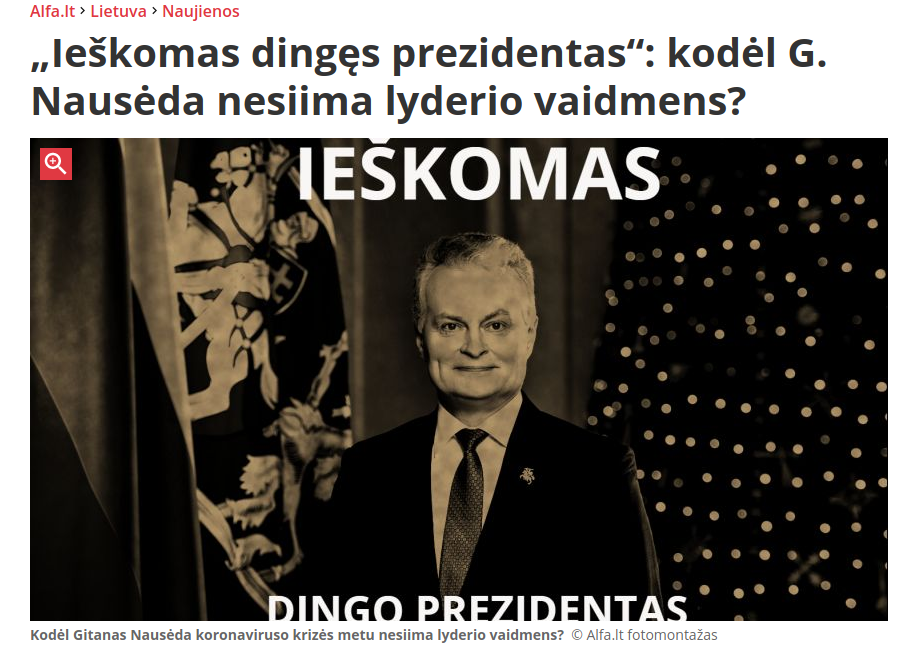 Alfa.lt › Lietuva › Naujienos
„Ieškomas dingęs prezidentas“: kodėl G.
Nausėda nesiima lyderio vaidmens?
IEŠKOMAS
DINGO PREZIDENTAS
Kodėl Gitanas Nausėda koronaviruso krizės metu nesiima lyderio vaidmens? © Alfa.lt fotomontažas